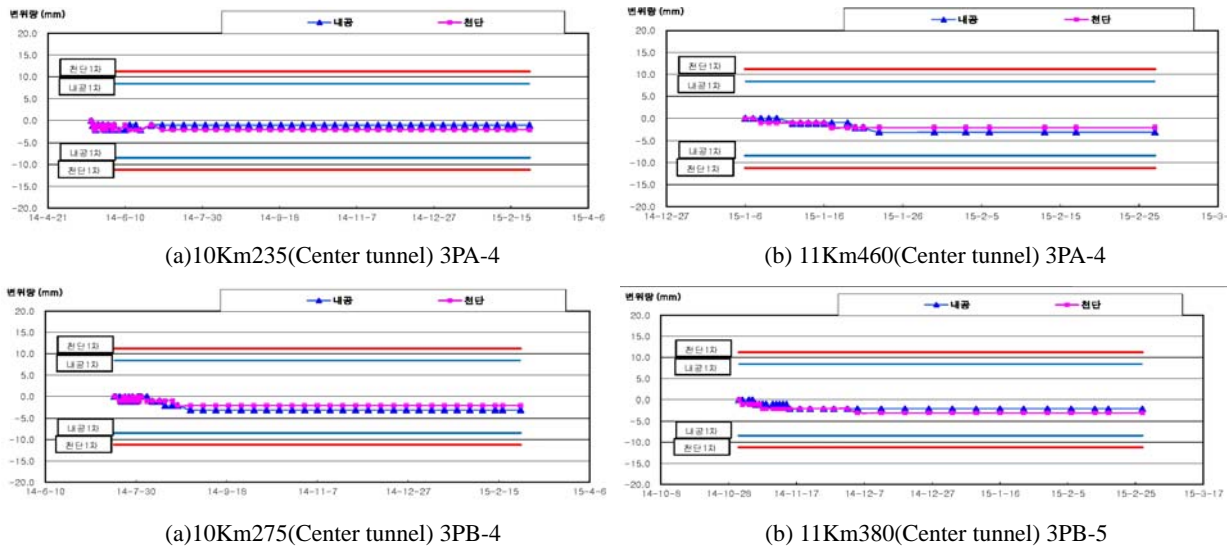 변위량 (mm)
내공 천단
20.0
15.0
천단1차
10.0
내공1차
5.0
0.0
-5.0
내공1차
-10.0
천단1차
-15.0
-20.0
14-4-21 14-6-10 14-7-30 14-9-18 14-11-7 14-12-27 15-2-15 15-4-6
(a)10Km235(Center tunnel) 3PA-4
변위량 (mm)
내공 천단
20.0
15.0
천단1차
10.0
내공1차
5.0
0.0
-5.0
내공1차
-10.0
천단1차
-15.0
-20.0
14-12-27 15-1-6 15-1-16 15-1-26 15-2-5 15-2-15 15-2-25 15-3-
(b) 11Km460(Center tunnel) 3PA-4
변위량 (mm)
내공 천단
20.0
15.0
천단1차
10.0
내공1차
5.0
0.0
-5.0
내공1차
-10.0
천단1차
-15.0
-20.0
14-6-10 14-7-30 14-9-18 14-11-7 14-12-27 15-2-15 15-4-6
(a)10Km275(Center tunnel) 3PB-4
변위량 (mm)
내공 천단
20.0
15.0
천단1차
10.0
내공1차
5.0
0.0
-5.0
내공1차
-10.0
천단1차
-15.0
-20.0
14-10-8 14-10-28 14-11-17 14-12-7 14-12-27 15-1-16 15-2-5 15-2-25 15-3-17
(b) 11Km380(Center tunnel) 3PB-5